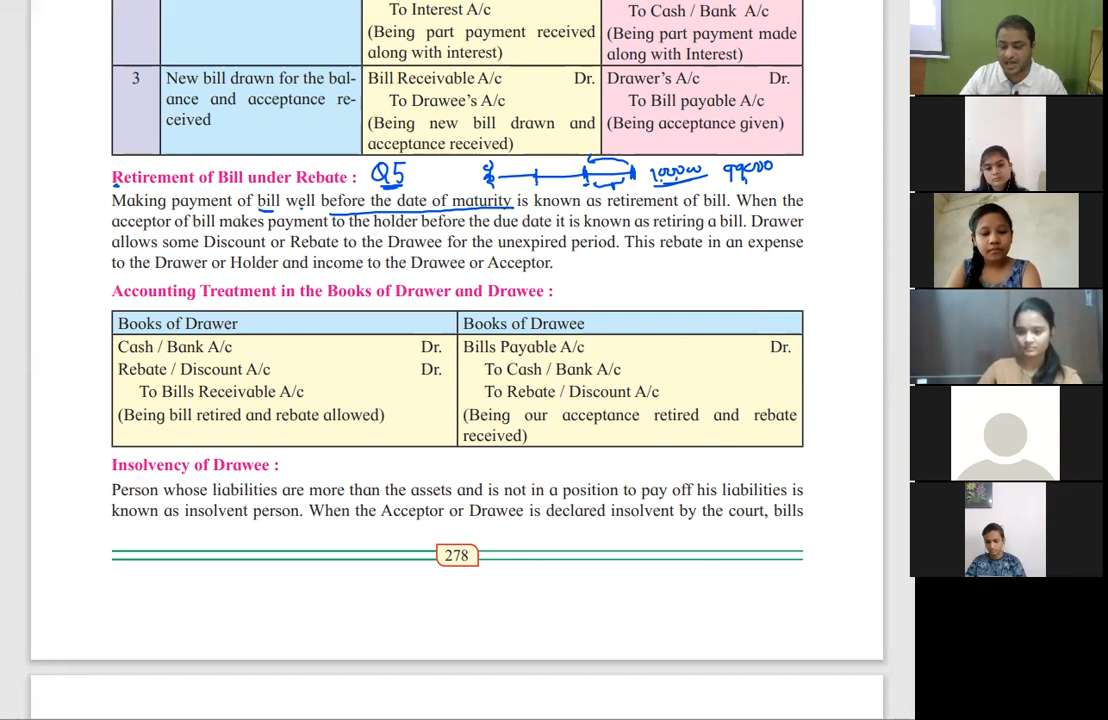 To Interest A/c
(Being part payment received
along with interest)
To Cash / Bank A/c
(Being part payment made
along with Interest)
3
New bill drawn for the bal-
ance and acceptance re-
ceived
Bill Receivable A/c Dr.
To Drawee's A/c
(Being new bill drawn and
acceptance received)
Drawer's A/c Dr.
To Bill payable A/c
(Being acceptance given)
Retirement of Bill under Rebate : Q5
Making payment of bill well before the date of maturity is known as retirement of bill. When the
acceptor of bill makes payment to the holder before the due date it is known as retiring a bill. Drawer
allows some Discount or Rebate to the Drawee for the unexpired period. This rebate in an expense
to the Drawer or Holder and income to the Drawee or Acceptor.
Accounting Treatment in the Books of Drawer and Drawee :
Books of Drawer
Books of Drawee
Cash / Bank A/c Dr.
Rebate / Discount A/c Dr.
To Bills Receivable A/c
(Being bill retired and rebate allowed)
Bills Payable A/c Dr.
To Cash / Bank A/c
To Rebate / Discount A/c
(Being our acceptance retired and rebate
received)
Insolvency of Drawee :
Person whose liabilities are more than the assets and is not in a position to pay off his liabilities is
known as insolvent person. When the Acceptor or Drawee is declared insolvent by the court, bills
278